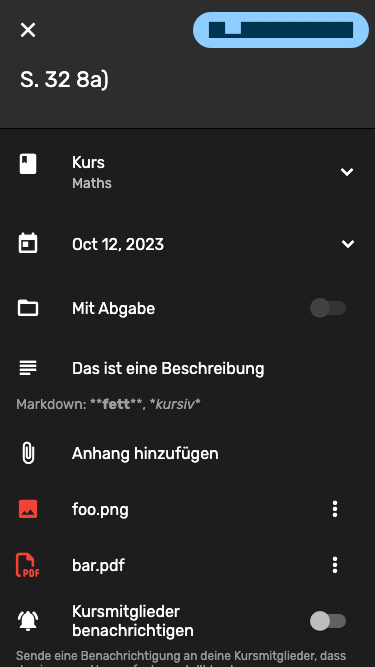 S. 32 8a)
Kurs
Maths
Oct 12, 2023
Mit Abgabe
Das ist eine Beschreibung
Markdown: **fett**, *kursiv*
Anhang hinzufügen
foo.png
PDF
bar.pdf
Kursmitglieder
benachrichtigen
Sende eine Benachrichtigung an deine Kursmitglieder, dass